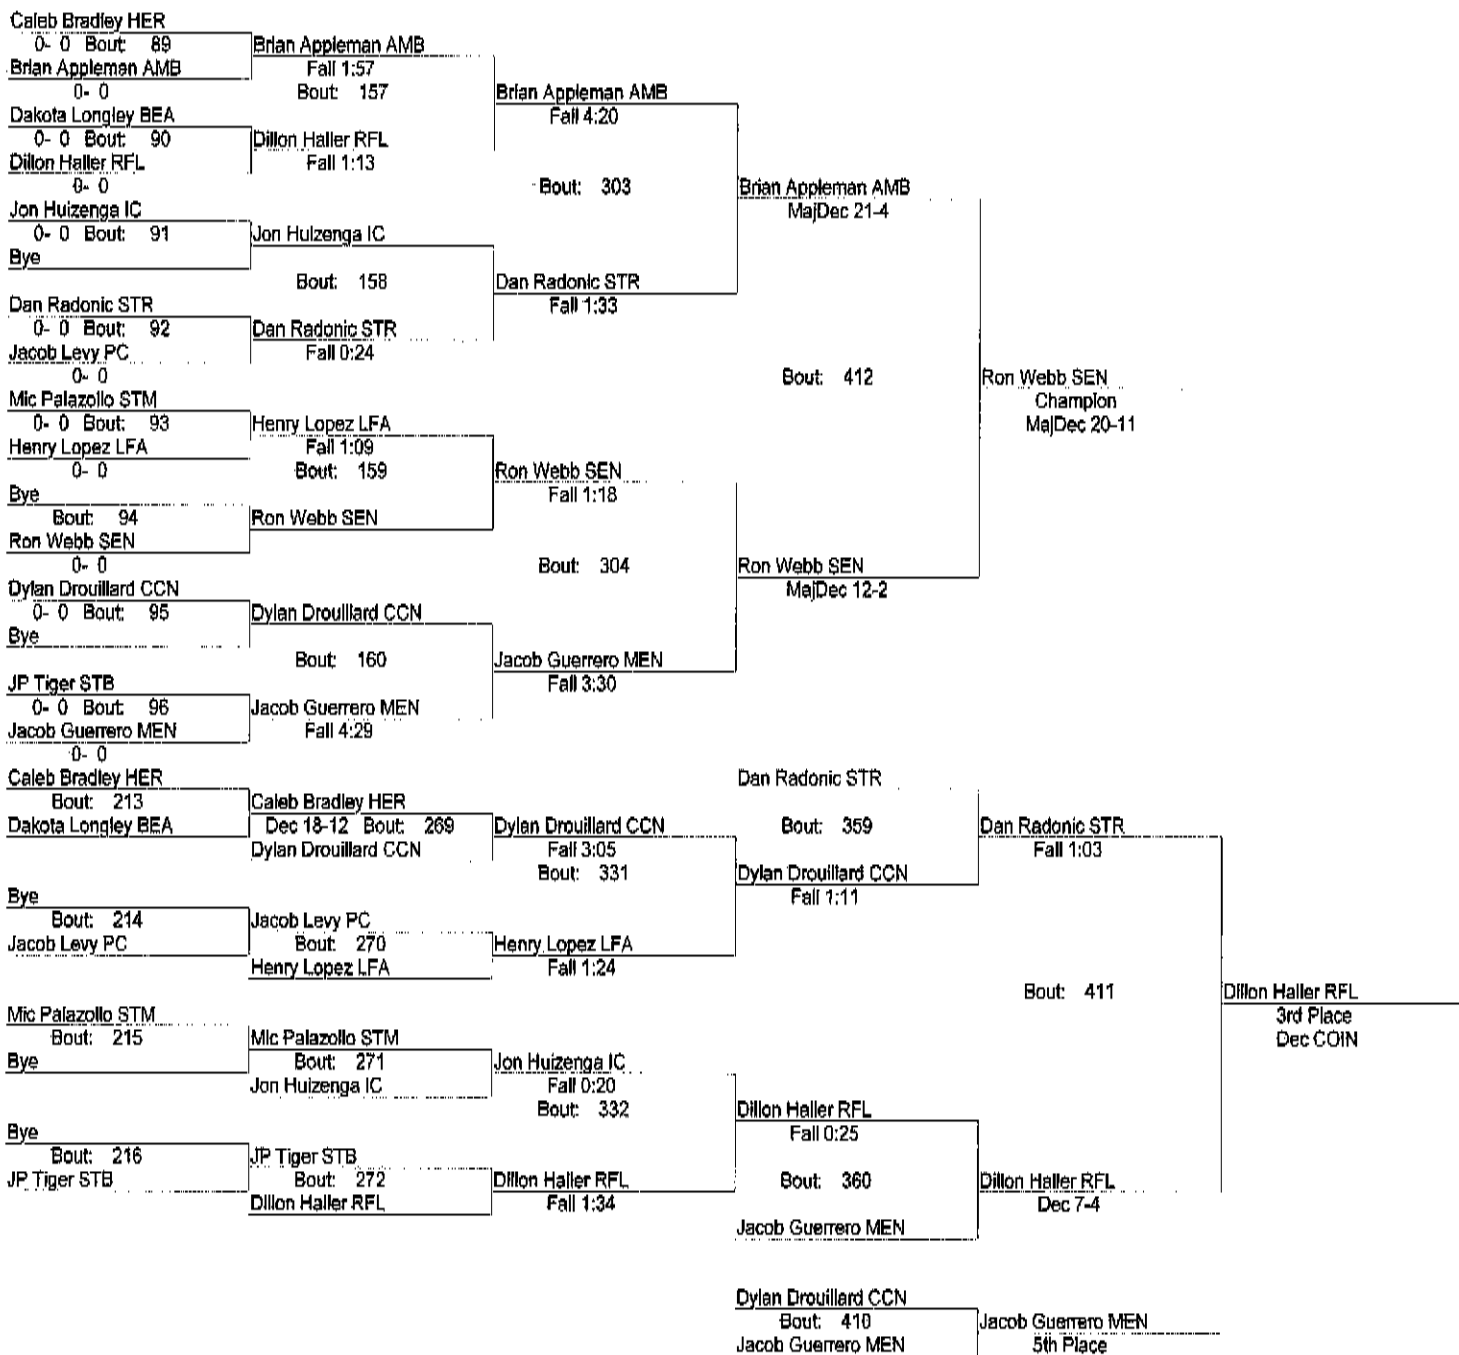 Caleb Bradley HER
0- 0 Bout: 89
Brian Appleman AMB
0- 0
Dakota Longley BEA
0- 0 Bout: 90
Dillon Haller RFL
0- 0
Jon Huizenga IC
0- 0 Bout: 91
Bye
Dan Radonic STR
0- 0 Bout: 92
Jacob Levy PC
0- 0
Mic Palazollo STM
0- 0 Bout: 93
Henry Lopez LFA
0- 0
Bye
Bout: 94
Ron Webb SEN
0- 0
Dylan Drouillard CCN
0- 0 Bout: 95
Bye
JP Tiger STB
0- 0 Bout: 96
Jacob Guerrero MEN
0- 0
Brian Appleman AMB
Fall 1:57
Bout: 157
Dillon Haller RFL
Fall 1:13
Jon Huizenga IC
Bout: 158
Dan Radonic STR
Fall 0:24
Henry Lopez LFA
Fall 1:09
Bout: 159
Ron Webb SEN
Dylan Drouillard CCN
Bout: 160
Jacob Guerrero MEN
Fall 4:29
Brian Appleman AMB
Fall 4:20
Bout: 303
Dan Radonic STR
Fall 1:33
Ron Webb SEN
Fall 1:18
Bout: 304
Jacob Guerrero MEN
Fall 3:30
Brian Appleman AMB
MajDec 21-4
Bout: 412
Ron Webb SEN
MajDec 12-2
Ron Webb SEN
Champion
MajDec 20-11
Caleb Bradley HER
Bout: 213
Dakota Longley BEA
Bye
Bout: 214
Jacob Levy PC
Mic Palazollo STM
Bout: 215
Bye
Bye
Bout: 216
JP Tiger STB
Caleb Bradley HER
Dec 18-12 Bout: 269
Dylan Drouillard CCN
Jacob Levy PC
Bout: 270
Henry Lopez LFA
Mic Palazollo STM
Bout: 271
Jon Huizenga IC
JP Tiger STB
Bout: 272
Dillon Haller RFL
Dylan Drouillard CCN
Fall 3:05
Bout: 331
Henry Lopez LFA
Fall 1:24
Jon Huizenga IC
Fall 0:20
Bout: 332
Dillon Haller RFL
Fall 1:34
Dan Radonic STR
Bout: 359
Dylan Drouillard CCN
Fall 1:11
Dillon Haller RFL
Fall 0:25
Bout: 360
Jacob Guerrero MEN
Dan Radonic STR
Fall 1:03
Bout: 411
Dillon Haller RFL
Dec 7-4
Dillon Haller RFL
3rd Place
Dec COIN
Dylan Drouillard CCN
Bout: 410
Jacob Guerrero MEN
Jacob Guerrero MEN
5th Place